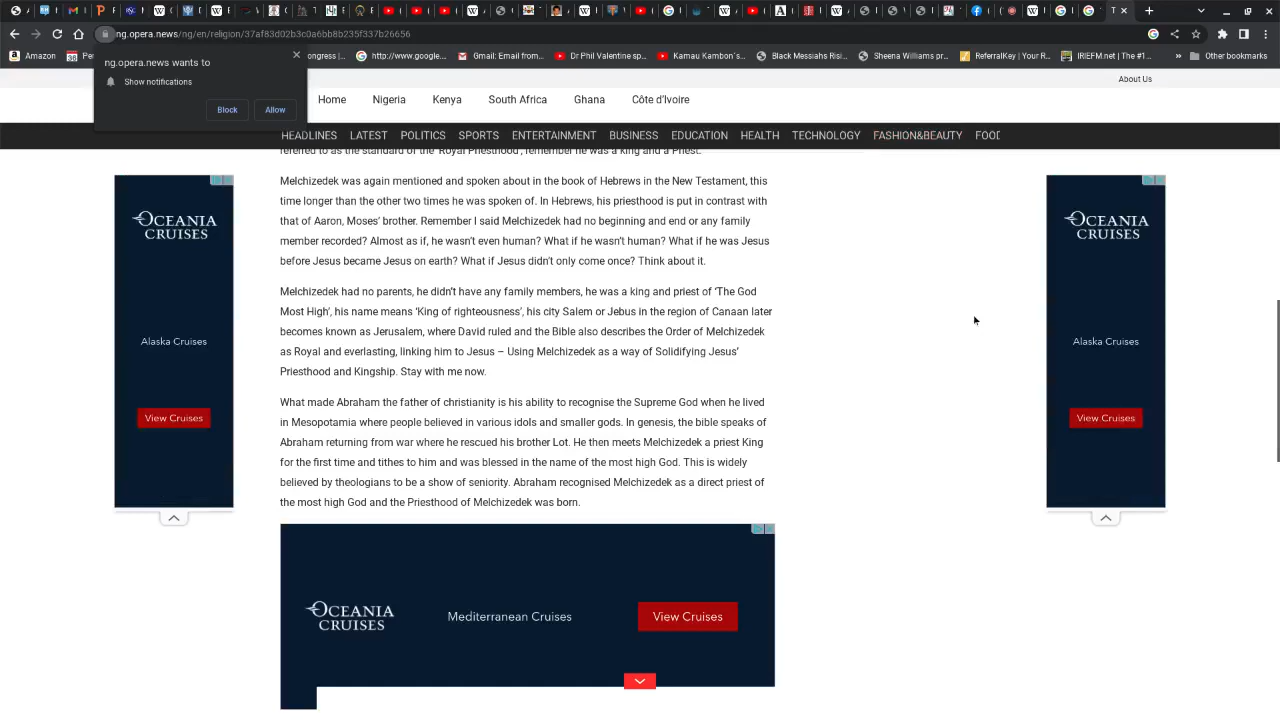 ng.opera.news/ng/en/religion/37af83d02b3c0a6bb8b235f337b26656
Amazon
ongress |...
http://www.google...
Gmail: Email from...
Dr Phil Valentine sp...
Kamau Kambon`s...
Black Messiahs Risi...
Sheena Williams pr...
ReferralKey | Your R...
IRIEFM.net | The #1...
»
Other bookmarks
ng.opera.news wants to
Show notifications
Block
Allow
About Us
Home
Nigeria
Kenya
South Africa
Ghana
Côte d'Ivoire
HEADLINES LATEST POLITICS SPORTS ENTERTAINMENT BUSINESS EDUCATION HEALTH TECHNOLOGY FASHION&BEAUTY FOOD
referred to as the standard of the 'Royal Priesthood', remember he was a king and a Priest.
Melchizedek was again mentioned and spoken about in the book of Hebrews in the New Testament, this
time longer than the other two times he was spoken of. In Hebrews, his priesthood is put in contrast with
that of Aaron, Moses' brother. Remember I said Melchizedek had no beginning and end or any family
member recorded? Almost as if, he wasn't even human? What if he wasn't human? What if he was Jesus
before Jesus became Jesus on earth? What if Jesus didn't only come once? Think about it.
Melchizedek had no parents, he didn't have any family members, he was a king and priest of 'The God
Most High', his name means 'King of righteousness', his city Salem or Jebus in the region of Canaan later
becomes known as Jerusalem, where David ruled and the Bible also describes the Order of Melchizedek
as Royal and everlasting, linking him to Jesus – Using Melchizedek as a way of Solidifying Jesus'
Priesthood and Kingship. Stay with me now.
What made Abraham the father of christianity is his ability to recognise the Supreme God when he lived
in Mesopotamia where people believed in various idols and smaller gods. In genesis, the bible speaks of
Abraham returning from war where he rescued his brother Lot. He then meets Melchizedek a priest King
for the first time and tithes to him and was blessed in the name of the most high God. This is widely
believed by theologians to be a show of seniority. Abraham recognised Melchizedek as a direct priest of
the most high God and the Priesthood of Melchizedek was born.
OCEANIA
CRUISES
Alaska Cruises
View Cruises
OCEANIA
CRUISES
Alaska Cruises
View Cruises
OCEANIA
CRUISES
Mediterranean Cruises
View Cruises